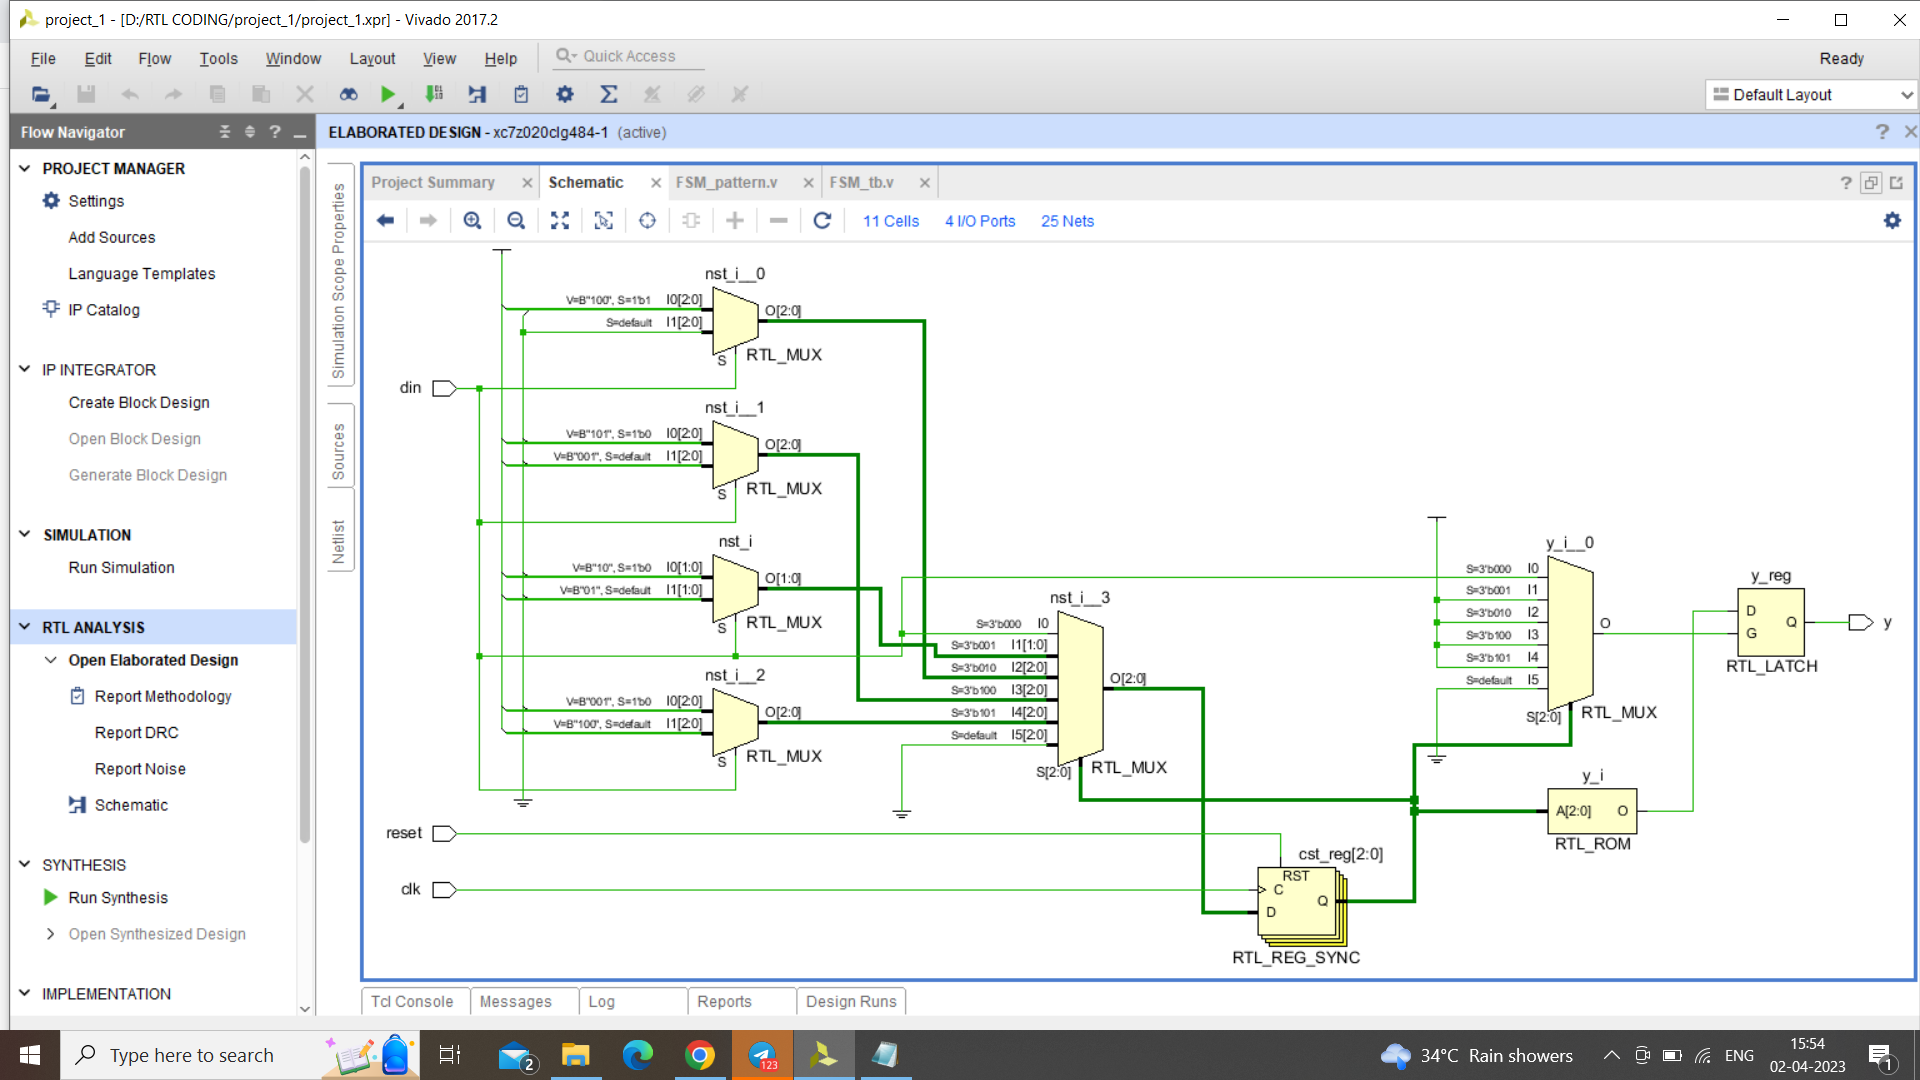 project_1 - [D:/RTL CODING/project_1/project_1.xpr] - Vivado 2017.2
File Edit Flow Tools Window Layout View Help Quick Access Ready
Default Layout
Flow Navigator
ELABORATED DESIGN - xc7z020clg484-1 (active)
PROJECT MANAGER
Settings
Add Sources
Language Templates
IP Catalog
IP INTEGRATOR
Create Block Design
Open Block Design
Generate Block Design
SIMULATION
Run Simulation
RTL ANALYSIS
Open Elaborated Design
Report Methodology
Report DRC
Report Noise
Schematic
SYNTHESIS
Run Synthesis
Open Synthesized Design
IMPLEMENTATION
Simulation Scope Properties
Sources
Netlist
Project Summary Schematic FSM_pattern.v FSM_tb.v
11 Cells 4 I/O Ports 25 Nets
nst_i__0
V=B"100", S=1'b1 I0[2:0]
O[2:0]
S=default I1[2:0]
S RTL_MUX
din
nst_i__1
V=B"101", S=1'b0 I0[2:0]
O[2:0]
V=B"001", S=default I1[2:0]
S RTL_MUX
nst_i
V=B"10", S=1'b0 I0[1:0]
O[1:0]
V=B"01", S=default I1[1:0]
S RTL_MUX
nst_i__2
V=B"001", S=1'b0 I0[2:0]
O[2:0]
V=B"100", S=default I1[2:0]
S RTL_MUX
nst_i__3
S=3'b000 I0
S=3'b001 I1[1:0]
S=3'b010 I2[2:0]
S=3'b100 I3[2:0]
S=3'b101 I4[2:0]
S=default I5[2:0]
O[2:0]
S[2:0] RTL_MUX
y_i__0
S=3'b000 I0
S=3'b001 I1
S=3'b010 I2
S=3'b100 I3
S=3'b101 I4
S=default I5
O
S[2:0] RTL_MUX
y_reg
D
G
Q
RTL_LATCH
y
y_i
A[2:0] O
RTL_ROM
reset
clk
cst_reg[2:0]
RST
C
D
Q
RTL_REG_SYNC
Tcl Console Messages Log Reports Design Runs
Type here to search
2
123
34°C Rain showers
ENG
15:54
02-04-2023
1